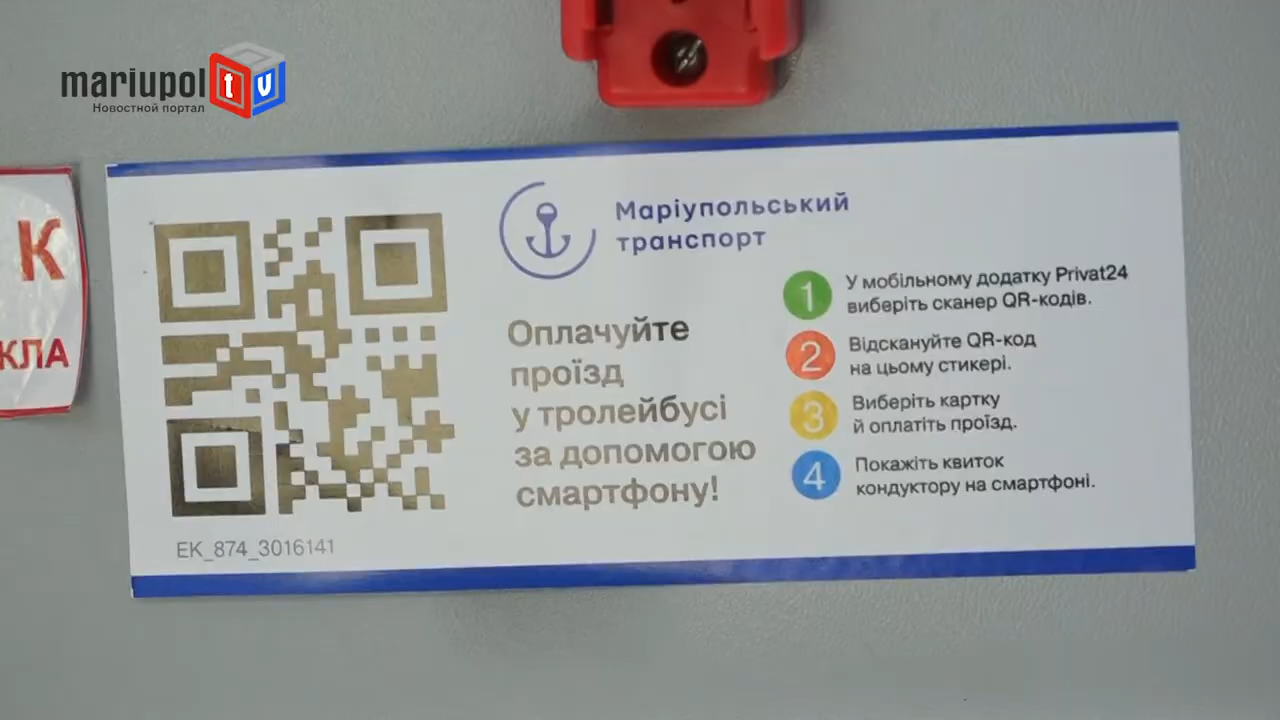 mariupol tv
Новостной портал
К
КЛА
Маріупольський
транспорт
Оплачуйте
проїзд
у тролейбусі
за допомогою
смартфону!
1 У мобільному додатку Privat24
виберіть сканер QR-кодів.
2 Відскануйте QR-код
на цьому стикері.
3 Виберіть картку
й оплатіть проїзд.
4 Покажіть квиток
кондуктору на смартфоні.
EK_874_3016141